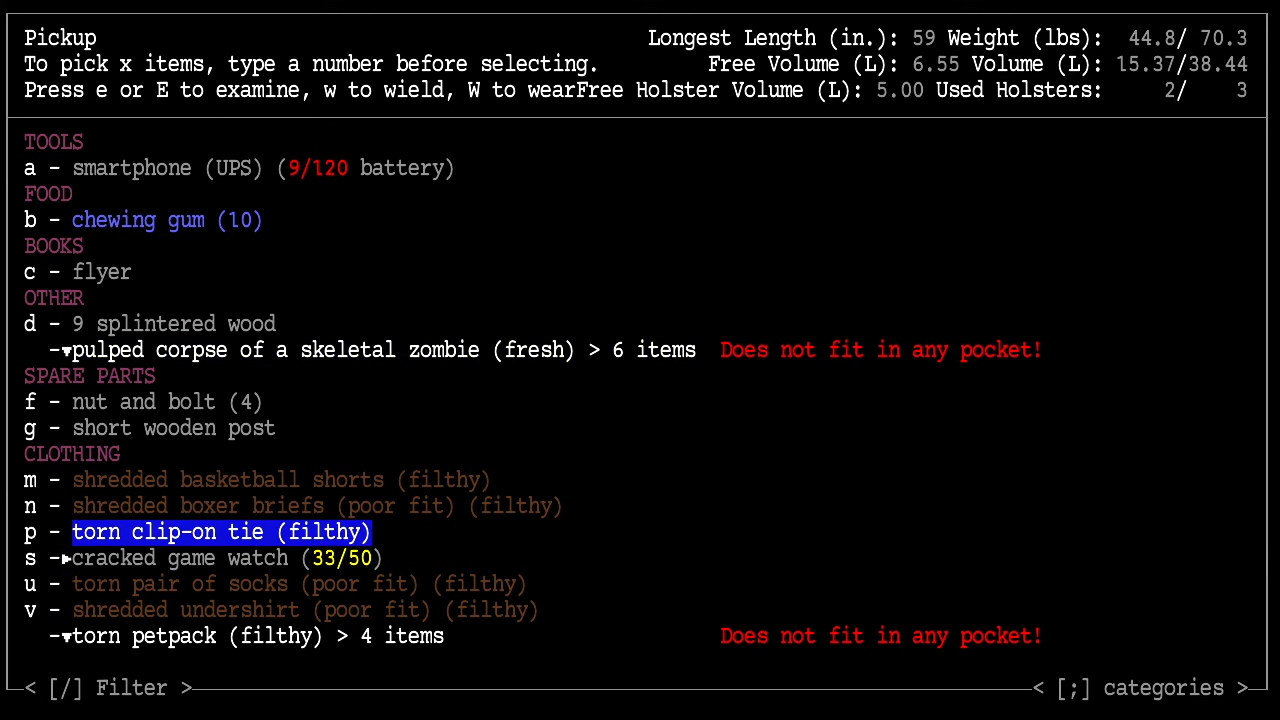 Pickup Longest Length (in.): 59 Weight (lbs): 44.8/ 70.3
To pick x items, type a number before selecting. Free Volume (L): 6.55 Volume (L): 15.37/38.44
Press e or E to examine, w to wield, W to wearFree Holster Volume (L): 5.00 Used Holsters: 2/ 3
TOOLS
a - smartphone (UPS) (9/120 battery)
FOOD
b - chewing gum (10)
BOOKS
c - flyer
OTHER
d - 9 splintered wood
-▾pulped corpse of a skeletal zombie (fresh) > 6 items Does not fit in any pocket!
SPARE PARTS
f - nut and bolt (4)
g - short wooden post
CLOTHING
m - shredded basketball shorts (filthy)
n - shredded boxer briefs (poor fit) (filthy)
p - torn clip-on tie (filthy)
s -▸cracked game watch (33/50)
u - torn pair of socks (poor fit) (filthy)
v - shredded undershirt (poor fit) (filthy)
-▾torn petpack (filthy) > 4 items Does not fit in any pocket!
< [/] Filter > < [;] categories >